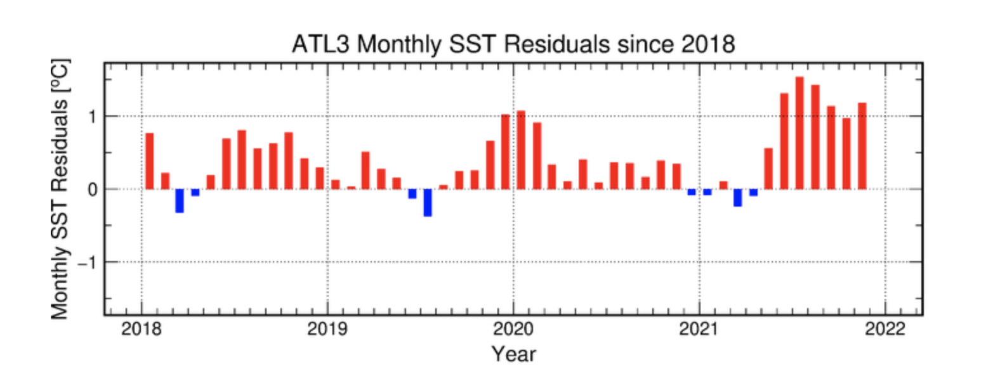 ATL3 Monthly SST Residuals since 2018
Monthly SST Residuals [ºC]
1
0
−1
2018 2019 2020 2021 2022
Year